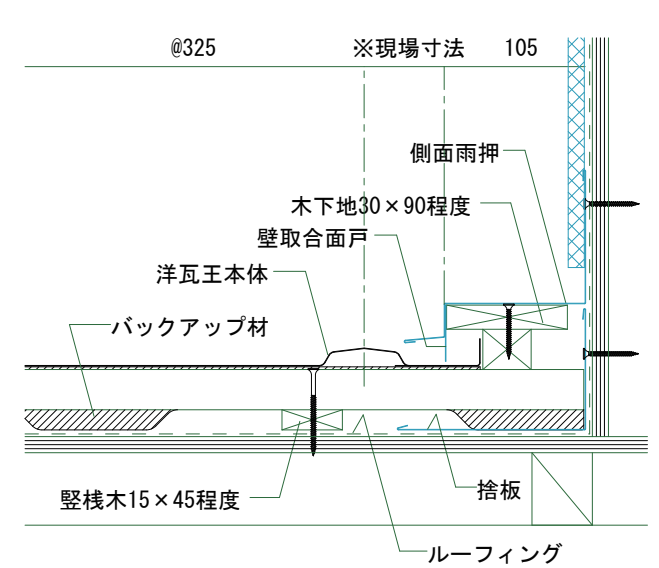 @325 ※現場寸法 105
側面雨押
木下地30×90程度
壁取合面戸
洋瓦王本体
バックアップ材
竪桟木15×45程度
捨板
ルーフィング